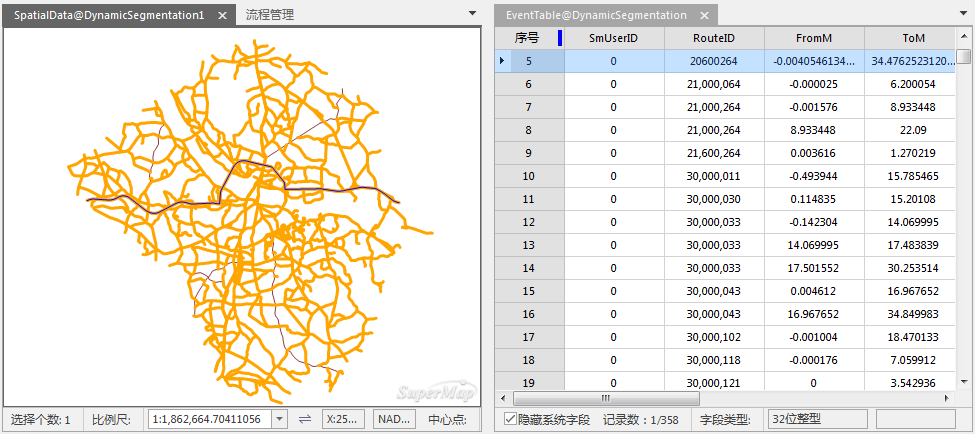 SpatialData@DynamicSegmentation1 流程管理
SuperMap
选择个数: 1 比例尺: 1:1,862,664.70411056 X:25... NAD... 中心点:
EventTable@DynamicSegmentation
序号 SmUserID RouteID FromM ToM
5 0 20600264 -0.0040546134... 34.4762523120...
6 0 21,000,064 -0.000025 6.200054
7 0 21,000,264 -0.001576 8.933448
8 0 21,000,264 8.933448 22.09
9 0 21,600,264 0.003616 1.270219
10 0 30,000,011 -0.493944 15.785465
11 0 30,000,030 0.114835 15.20108
12 0 30,000,033 -0.142304 14.069995
13 0 30,000,033 14.069995 17.483839
14 0 30,000,033 17.501552 30.253514
15 0 30,000,043 0.004612 16.967652
16 0 30,000,043 16.967652 34.849983
17 0 30,000,102 -0.001004 18.470133
18 0 30,000,118 -0.000176 7.059912
19 0 30,000,121 0 3.542936
隐藏系统字段 记录数: 1/358 字段类型: 32位整型